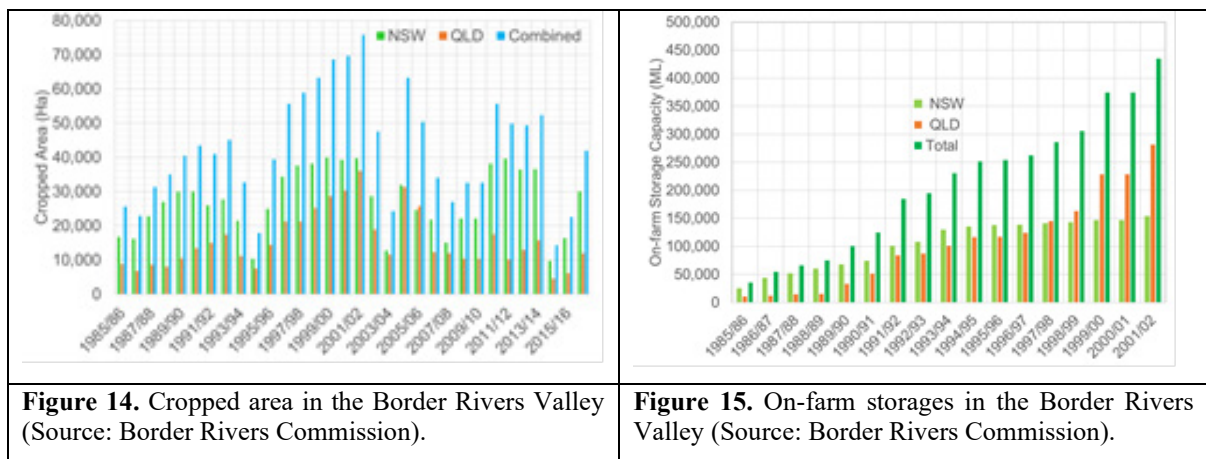 80,000
70,000
60,000
50,000
40,000
30,000
20,000
10,000
0
Cropped Area (Ha)
NSW QLD Combined
1985/86 1987/88 1989/90 1991/92 1993/94 1995/96 1997/98 1999/00 2001/02 2003/04 2005/06 2007/08 2009/10 2011/12 2013/14 2015/16
Figure 14. Cropped area in the Border Rivers Valley
(Source: Border Rivers Commission).
500,000
450,000
400,000
350,000
300,000
250,000
200,000
150,000
100,000
50,000
0
On-farm Storage Capacity (ML)
NSW
QLD
Total
1985/86 1986/87 1987/88 1988/89 1989/90 1990/91 1991/92 1992/93 1993/94 1994/95 1995/96 1996/97 1997/98 1998/99 1999/00 2000/01 2001/02
Figure 15. On-farm storages in the Border Rivers
Valley (Source: Border Rivers Commission).